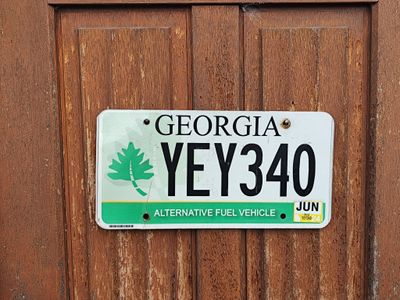 GEORGIA
YEY340
JUN
ALTERNATIVE FUEL VEHICLE